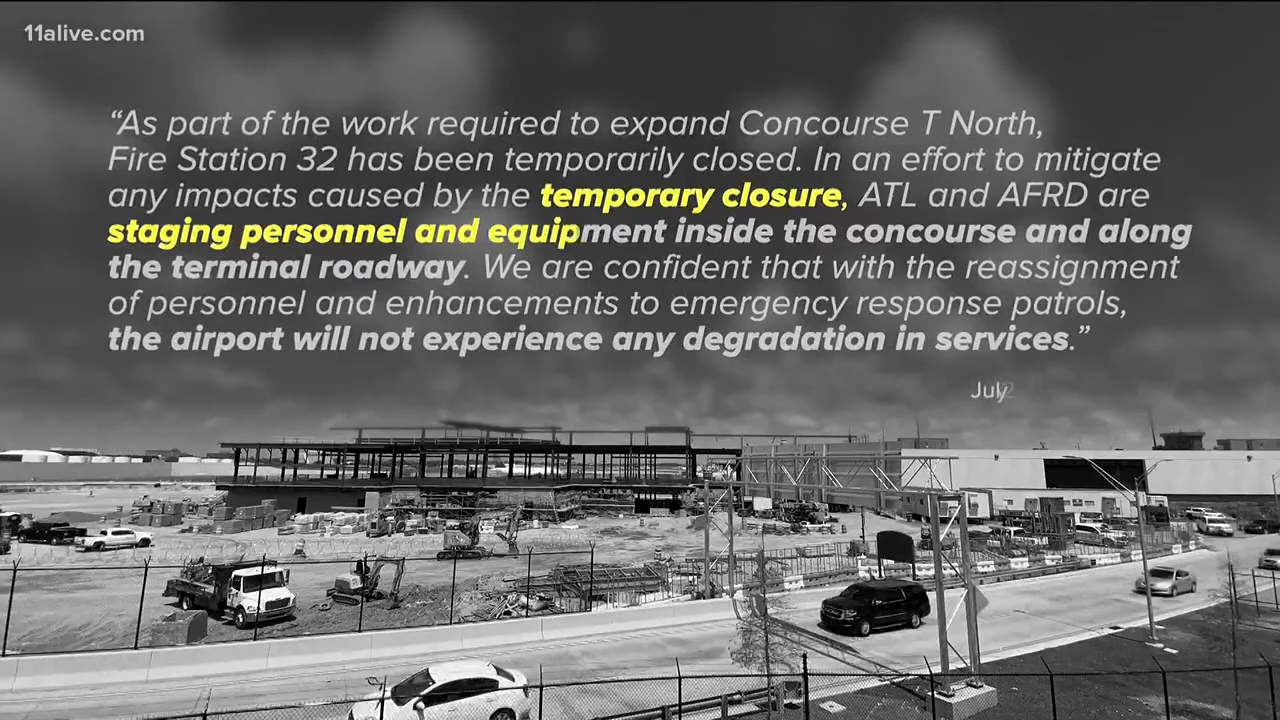 11alive.com
“As part of the work required to expand Concourse T North,
Fire Station 32 has been temporarily closed. In an effort to mitigate
any impacts caused by the temporary closure, ATL and AFRD are
staging personnel and equipment inside the concourse and along
the terminal roadway. We are confident that with the reassignment
of personnel and enhancements to emergency response patrols,
the airport will not experience any degradation in services.”
July